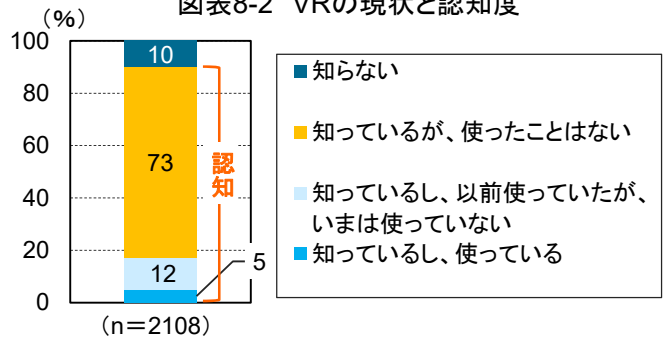 図表8-2 VRの現状と認知度
（%）
100
80
60
40
20
0
10
73
12
5
認知
（n＝2108）
■知らない
■知っているが、使ったことはない
■知っているし、以前使っていたが、
いまは使っていない
■知っているし、使っている